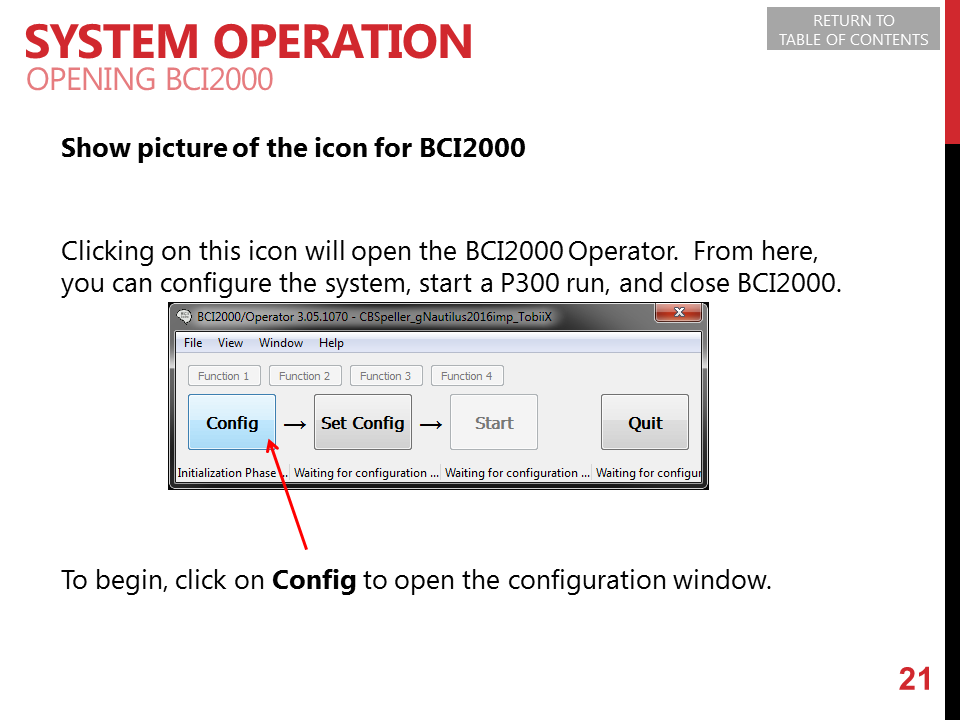 SYSTEM OPERATION
OPENING BCI2000
RETURN TO
TABLE OF CONTENTS
Show picture of the icon for BCI2000
Clicking on this icon will open the BCI2000 Operator. From here,
you can configure the system, start a P300 run, and close BCI2000.
BCI2000/Operator 3.05.1070 - CBSpeller_gNautilus2016imp_TobiiX
File View Window Help
Function 1 Function 2 Function 3 Function 4
Config → Set Config → Start Quit
Initialization Phase ... Waiting for configuration ... Waiting for configuration ... Waiting for configur
To begin, click on Config to open the configuration window.
21